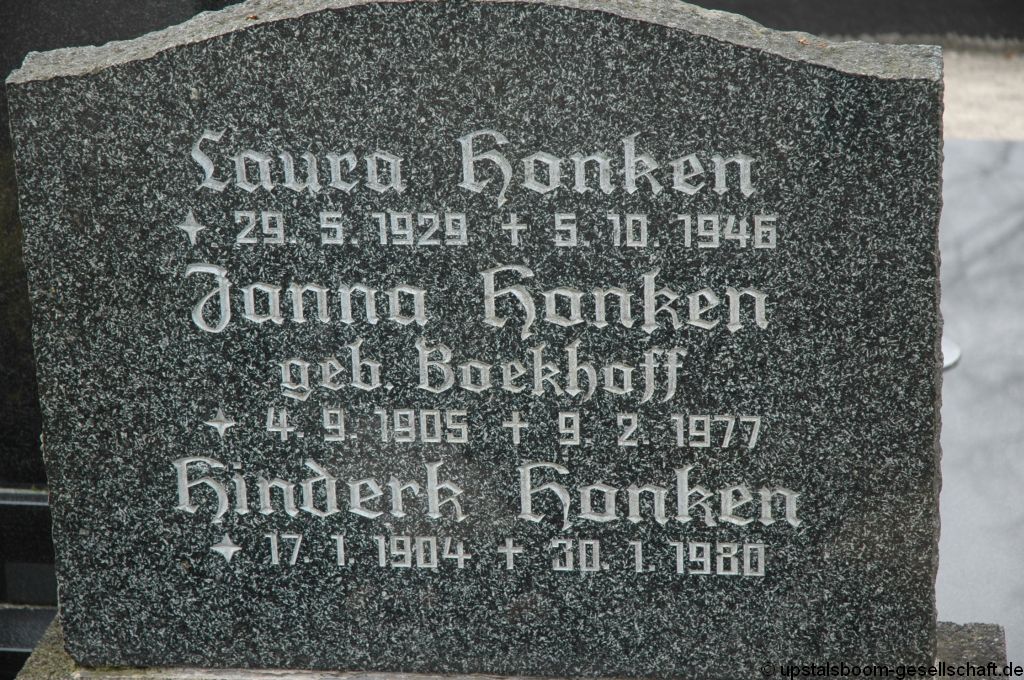 Laura Honken
29. 5. 1929 ✝ 5. 10. 1946
Janna Honken
geb. Boekhoff
4. 9. 1905 ✝ 9. 2. 1977
Hinderk Honken
17. 1. 1904 ✝ 30. 1. 1980
© upstalsboom-gesellschaft.de